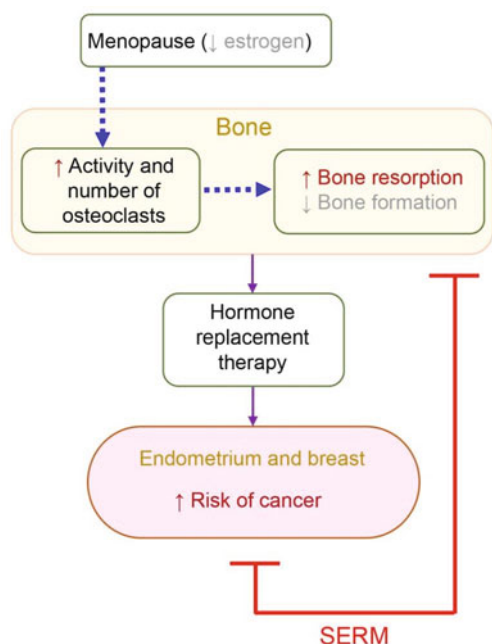 Menopause (↓ estrogen)
Bone
↑ Activity and
number of
osteoclasts
↑ Bone resorption
↓ Bone formation
Hormone
replacement
therapy
Endometrium and breast
↑ Risk of cancer
SERM